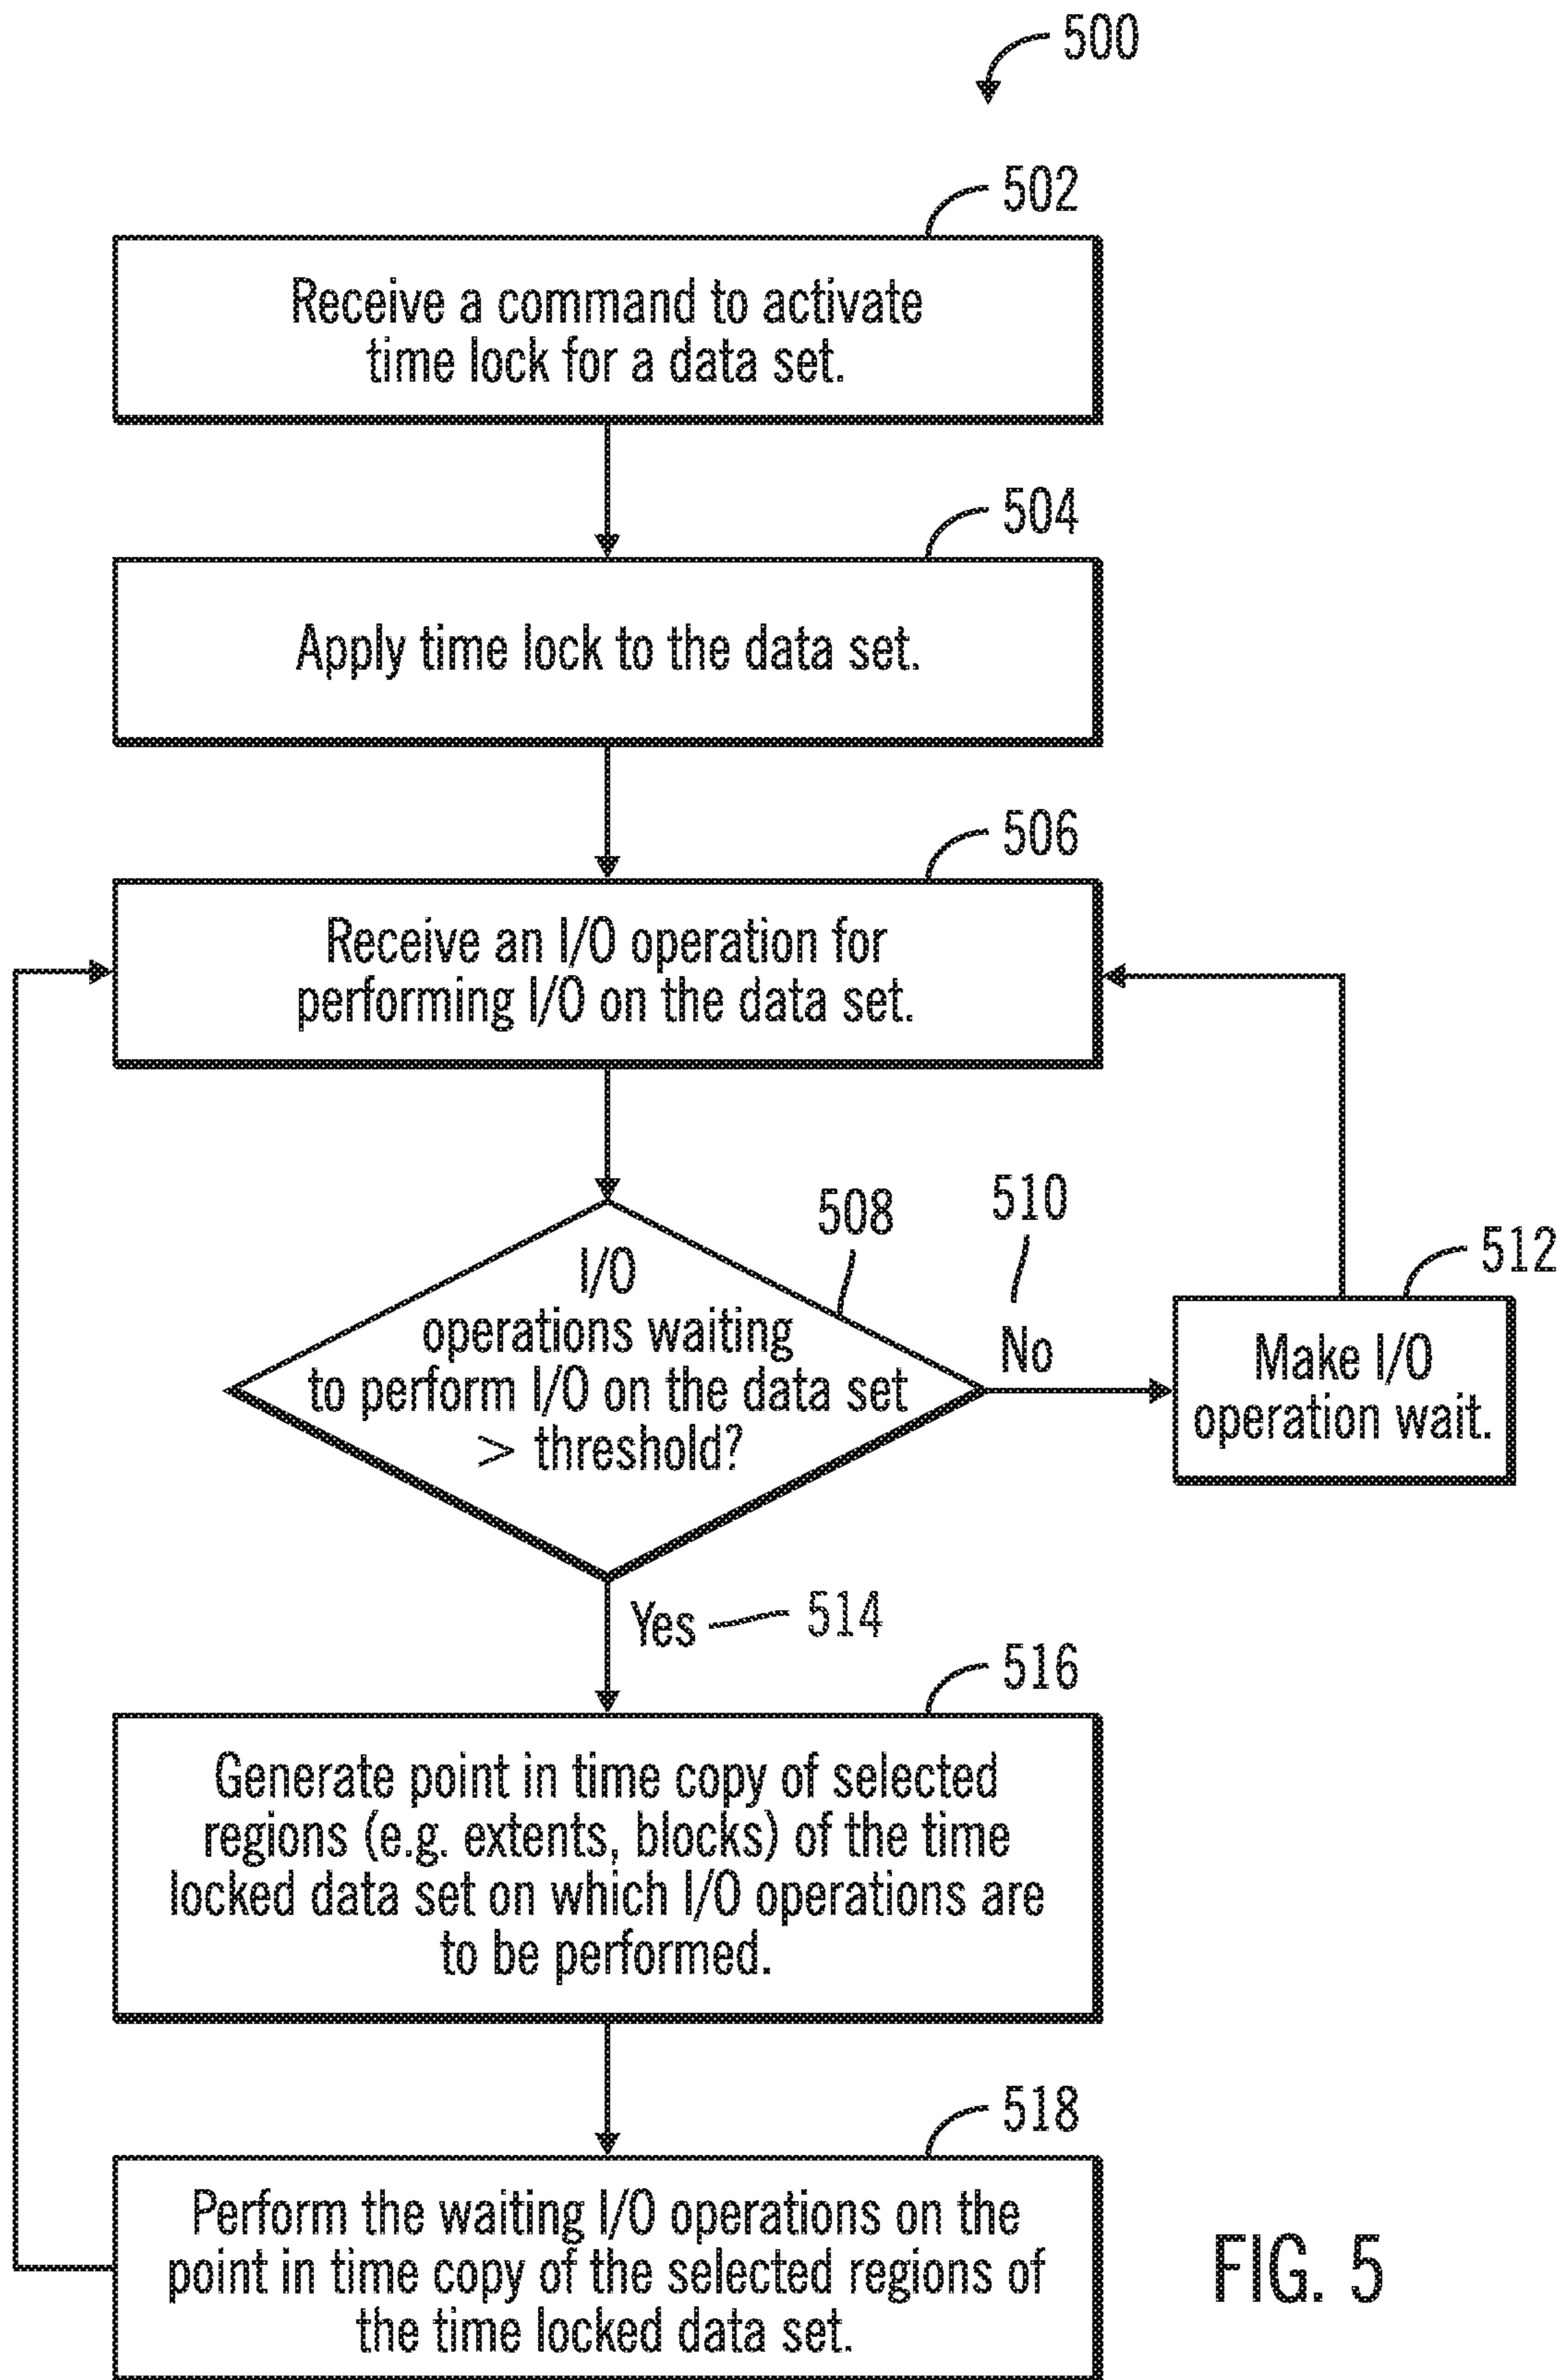 500
502
Receive a command to activate
time lock for a data set.
504
Apply time lock to the data set.
506
Receive an I/O operation for
performing I/O on the data set.
508
510
512
I/O
operations waiting
to perform I/O on the data set
> threshold?
No
Make I/O
operation wait.
Yes
514
516
Generate point in time copy of selected
regions (e.g. extents, blocks) of the time
locked data set on which I/O operations are
to be performed.
518
Perform the waiting I/O operations on the
point in time copy of the selected regions of
the time locked data set.
FIG. 5